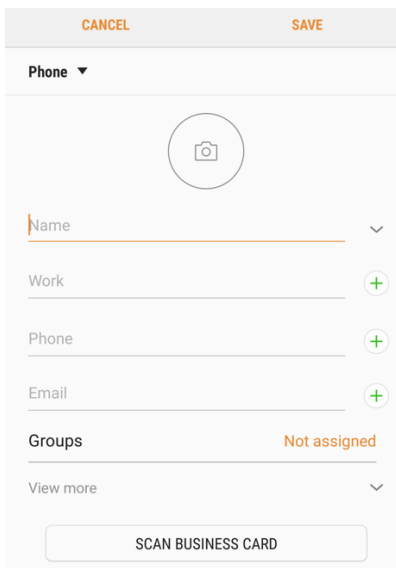 CANCEL SAVE
Phone
Name
Work
Phone
Email
Groups Not assigned
View more
SCAN BUSINESS CARD